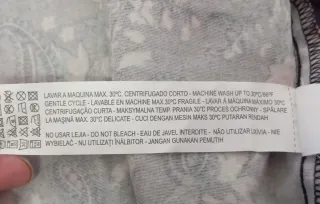 LAVAR A MAQUINA MAX. 30ºC. CENTRIFUGADO CORTO - MACHINE WASH UP TO 30ºC/86ºF
GENTLE CYCLE - LAVABLE EN MACHINE MAX 30ºC FRAGILE - LAVAR À MÁQUINA MÁXIMO 30ºC
CENTRIFUGAÇÃO CURTA - MAKSYMALNA TEMP. PRANIA 30ºC PROCES OCHRONNY - SPĂLARE
LA MAŞINĂ MAX. 30ºC DELICATE - CUCI DENGAN MESIN MAKS 30ºC PUTARAN RENDAH
NO USAR LEJIA - DO NOT BLEACH - EAU DE JAVEL INTERDITE - NÃO UTILIZAR LIXIVIA - NIE
WYBIELAĆ - NU UTILIZAȚI ÎNĂLBITOR - JANGAN GUNAKAN PEMUTIH